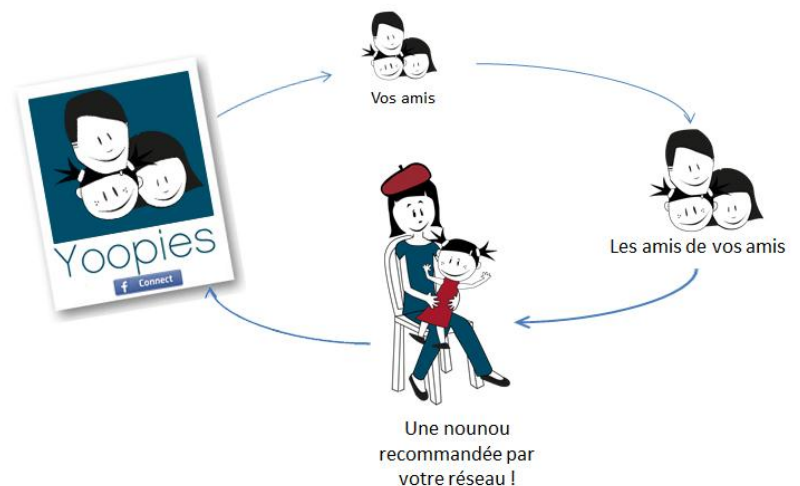 Vos amis
Les amis de vos amis
Yoopies
f Connect
Une nounou
recommandée par
votre réseau !